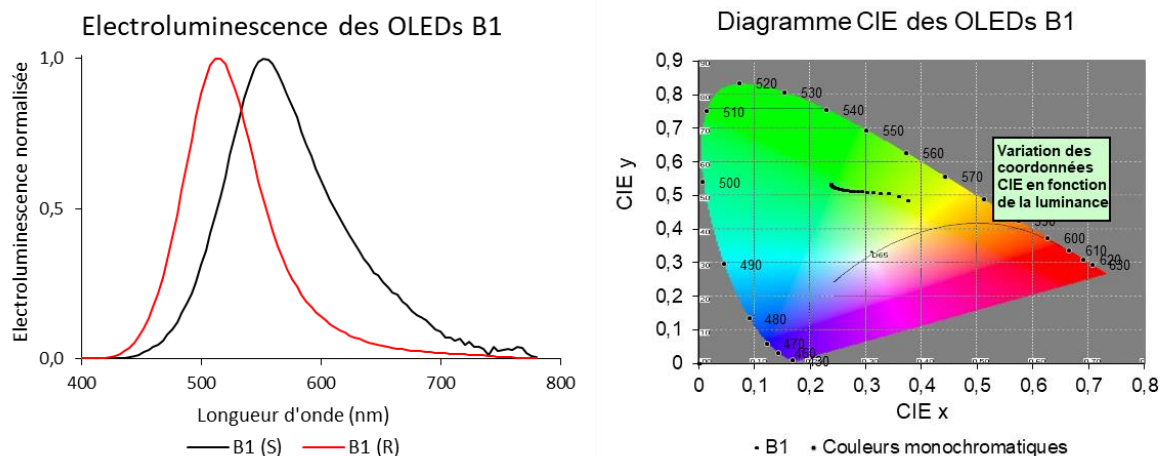 Electroluminescence des OLEDs B1
Electroluminescence normalisée
1,0
0,5
0,0
400
500
600
700
800
Longueur d'onde (nm)
B1 (S)
B1 (R)
Diagramme CIE des OLEDs B1
CIE y
0,9
0,8
0,7
0,6
0,5
0,4
0,3
0,2
0,1
0
520
530
510
540
550
560
570
500
490
480
470
460
600
610
620
630
D65
Variation des
coordonnées
CIE en fonction
de la luminance
0
0,1
0,2
0,3
0,4
0,5
0,6
0,7
0,8
CIE x
B1
Couleurs monochromatiques